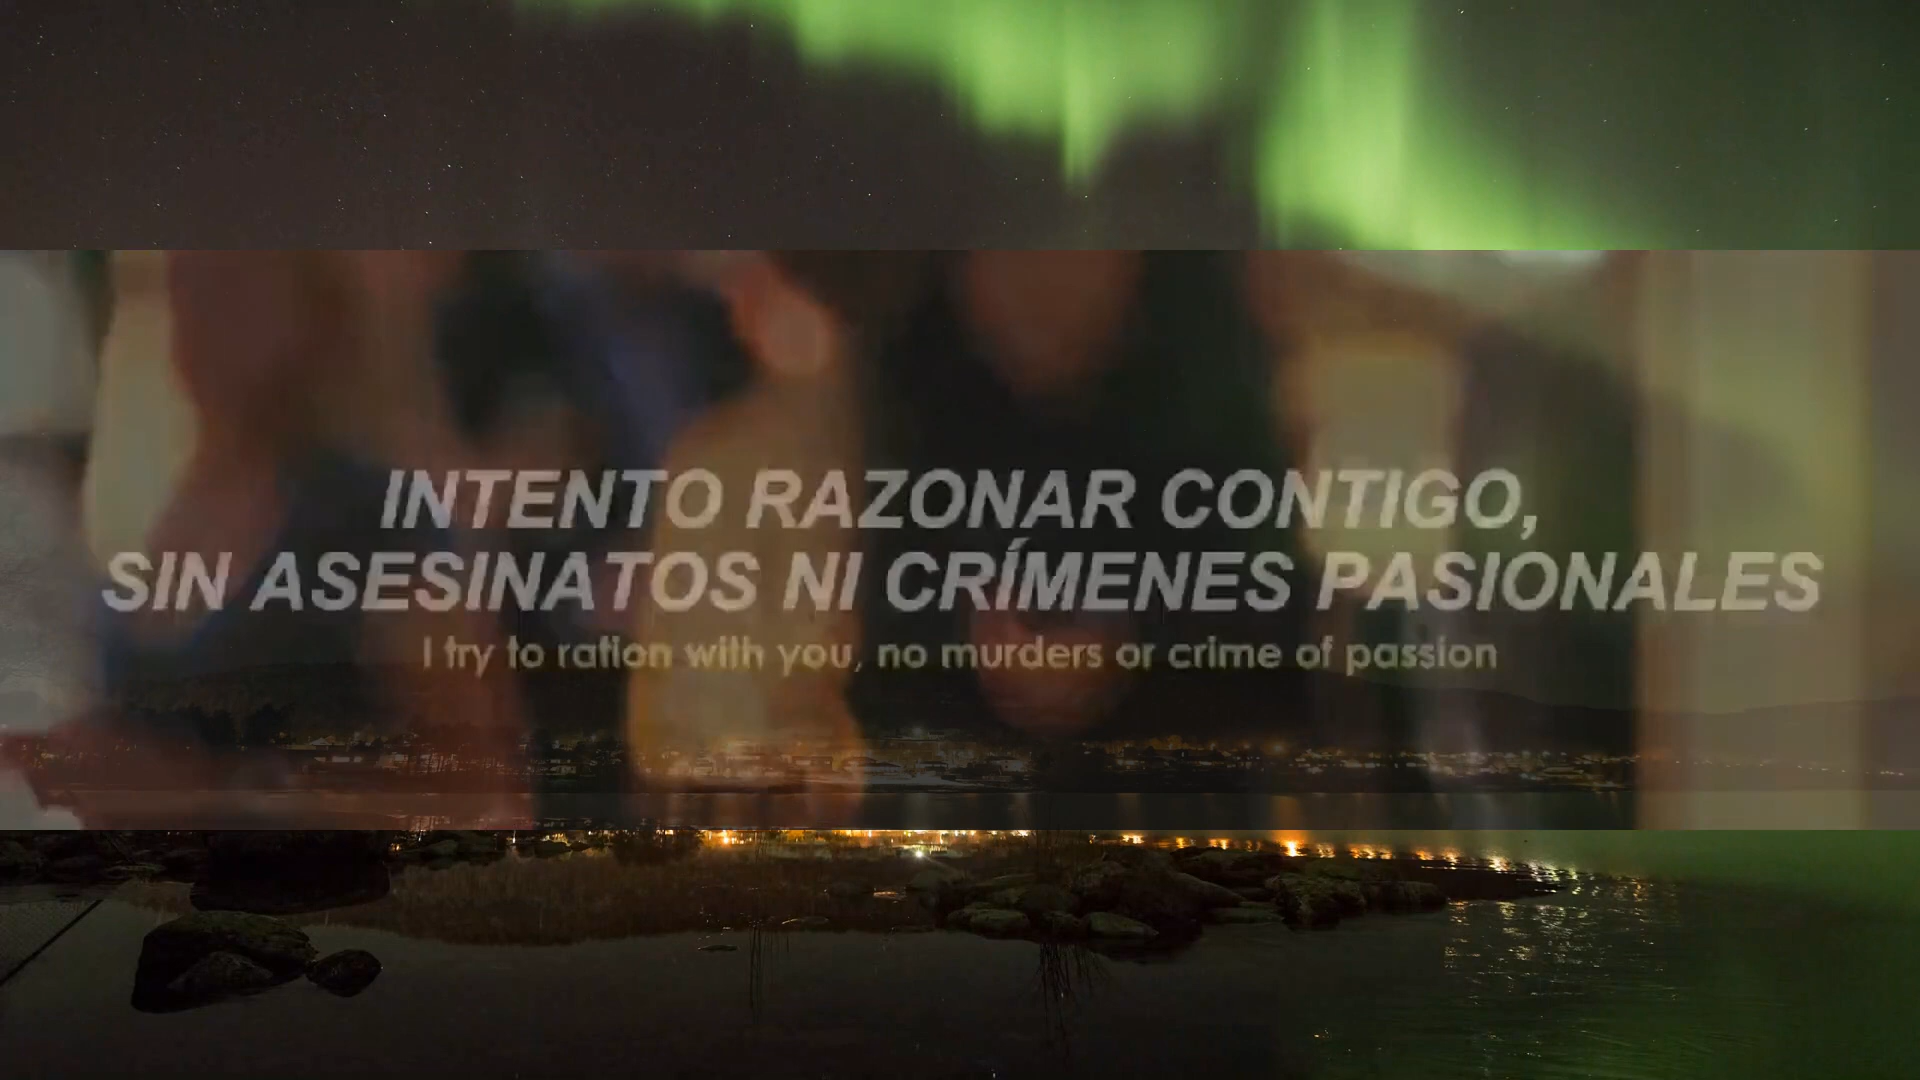 INTENTO RAZONAR CONTIGO,
SIN ASESINATOS NI CRÍMENES PASIONALES
I try to ration with you, no murders or crime of passion